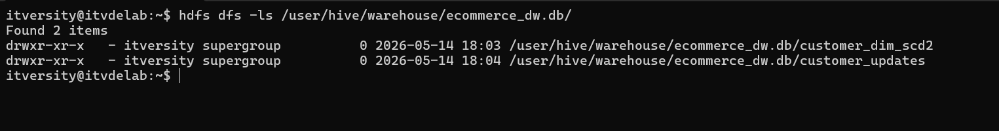 itversity@itvdelab:~$ hdfs dfs -ls /user/hive/warehouse/ecommerce_dw.db/
Found 2 items
drwxr-xr-x   - itversity supergroup          0 2026-05-14 18:03 /user/hive/warehouse/ecommerce_dw.db/customer_dim_scd2
drwxr-xr-x   - itversity supergroup          0 2026-05-14 18:04 /user/hive/warehouse/ecommerce_dw.db/customer_updates
itversity@itvdelab:~$